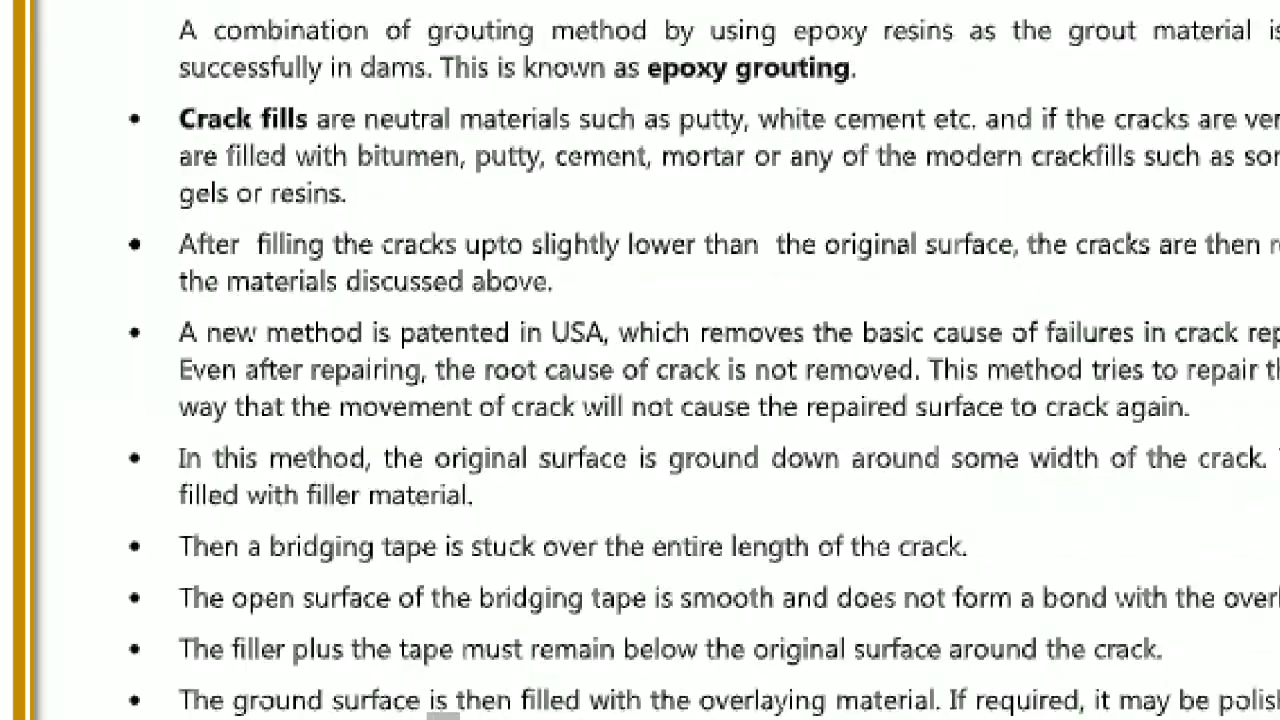 A combination of grouting method by using epoxy resins as the grout material is
successfully in dams. This is known as epoxy grouting.
• Crack fills are neutral materials such as putty, white cement etc. and if the cracks are
are filled with bitumen, putty, cement, mortar or any of the modern crackfills such as
gels or resins.
• After filling the cracks upto slightly lower than the original surface, the cracks are then
the materials discussed above.
• A new method is patented in USA, which removes the basic cause of failures in crack
Even after repairing, the root cause of crack is not removed. This method tries to repair
way that the movement of crack will not cause the repaired surface to crack again.
• In this method, the original surface is ground down around some width of the crack.
filled with filler material.
• Then a bridging tape is stuck over the entire length of the crack.
• The open surface of the bridging tape is smooth and does not form a bond with the
• The filler plus the tape must remain below the original surface around the crack.
• The ground surface is then filled with the overlaying material. If required, it may be